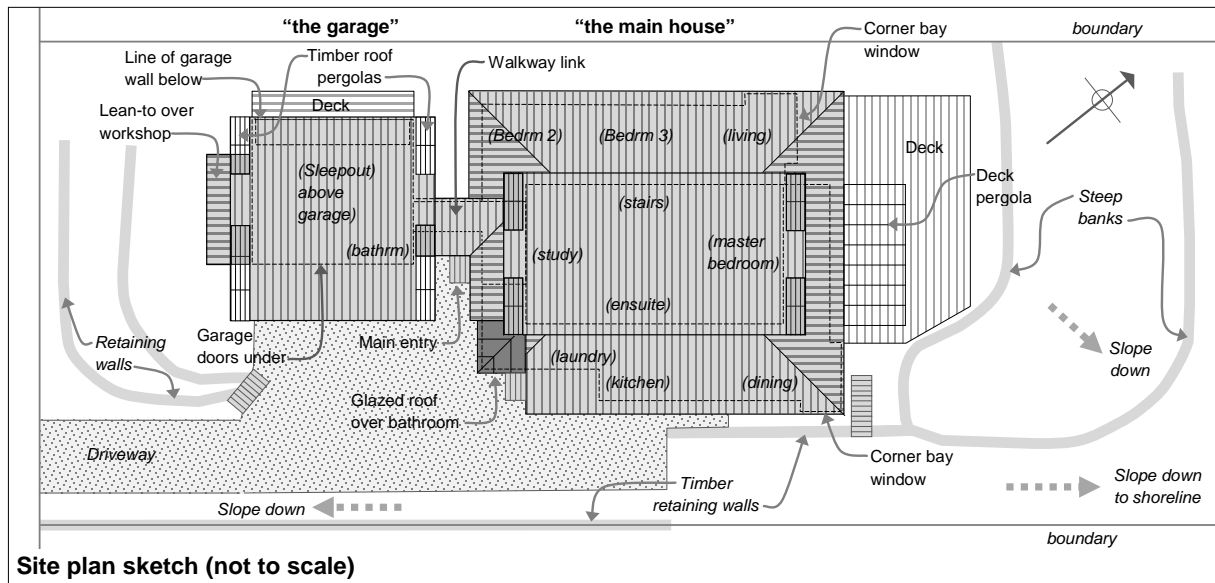 “the garage”
“the main house”
boundary
Line of garage
wall below
Timber roof
pergolas
Walkway link
Corner bay
window
Lean-to over
workshop
Deck
(Bedrm 2)
(Bedrm 3)
(living)
Deck
(Sleepout)
above
garage)
(stairs)
Deck
pergola
Steep
banks
(bathrm)
(study)
(master
bedroom)
(ensuite)
Retaining
walls
Garage
doors under
Main entry
(laundry)
(kitchen)
(dining)
Slope
down
Glazed roof
over bathroom
Driveway
Corner bay
window
Timber
retaining walls
Slope down
Slope down
to shoreline
boundary
Site plan sketch (not to scale)